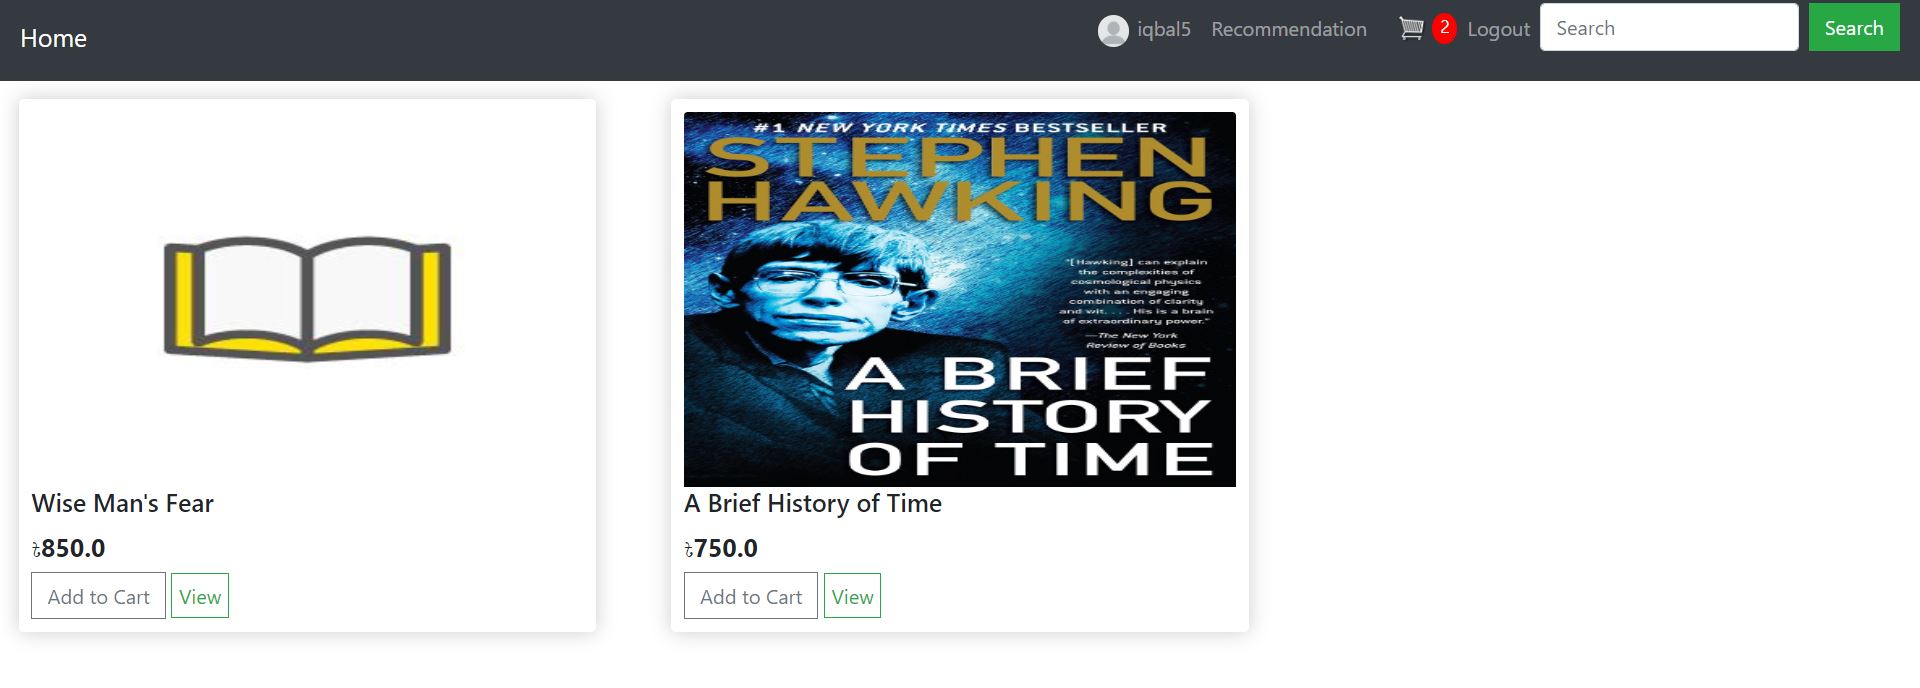 Home
iqbal5 Recommendation 2 Logout Search Search
#1 NEW YORK TIMES BESTSELLER
STEPHEN
HAWKING
"[Hawking] can explain
the complexities of
cosmological physics
with an engaging
combination of clarity
and wit. . . . His is a brain
of extraordinary power."
—The New York
Review of Books
A BRIEF
HISTORY
OF TIME
Wise Man's Fear
৳850.0
Add to Cart View
A Brief History of Time
৳750.0
Add to Cart View